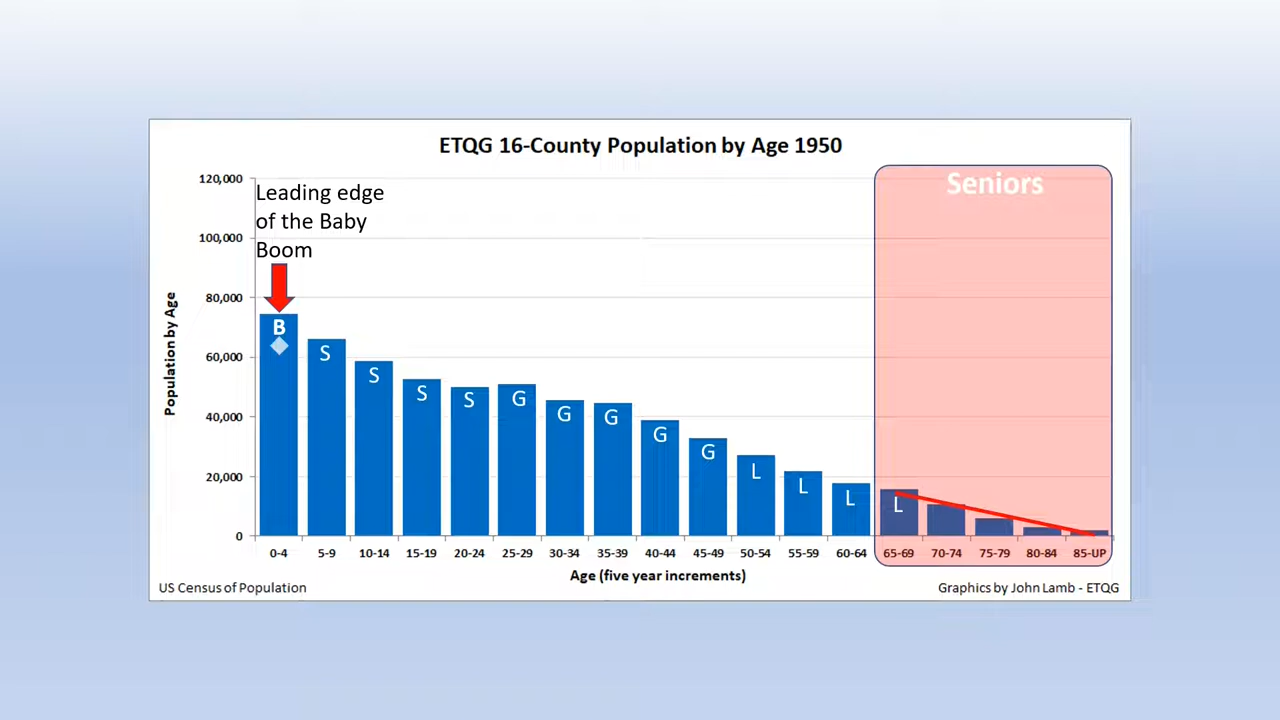 ETQG 16-County Population by Age 1950
Seniors
Leading edge
of the Baby
Boom
120,000
100,000
80,000
60,000
40,000
20,000
0
Population by Age
B
S
S
S
S
G
G
G
G
G
L
L
L
L
0-4 5-9 10-14 15-19 20-24 25-29 30-34 35-39 40-44 45-49 50-54 55-59 60-64 65-69 70-74 75-79 80-84 85-UP
Age (five year increments)
US Census of Population
Graphics by John Lamb - ETQG